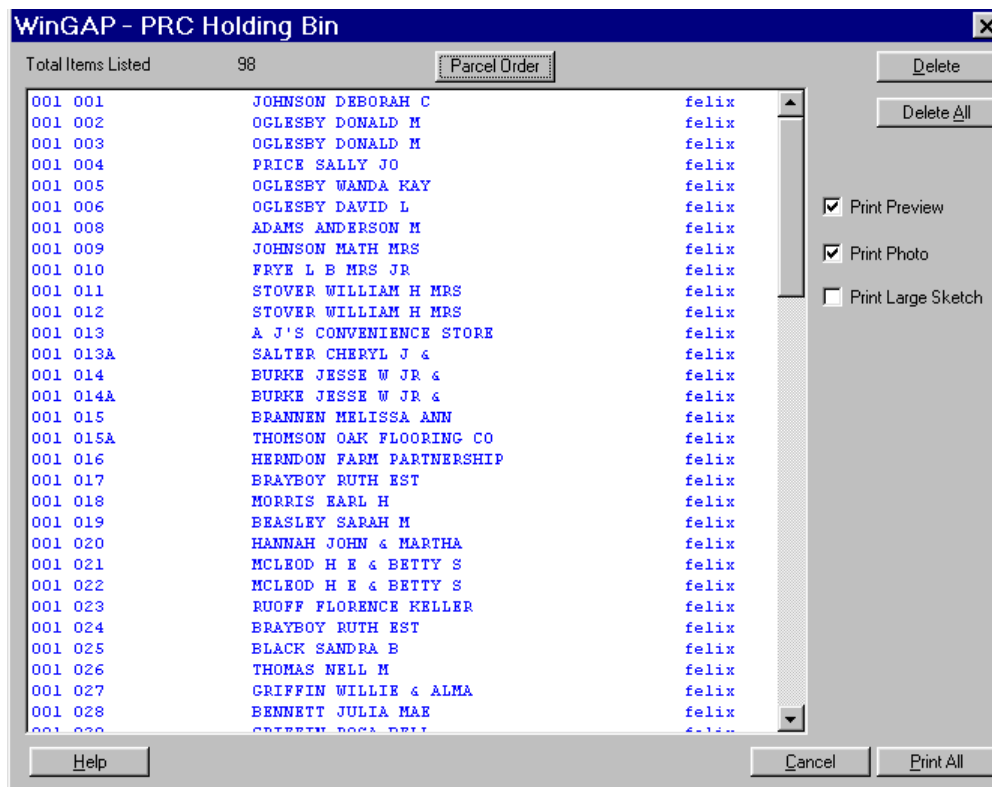 WinGAP - PRC Holding Bin
Total Items Listed 98 Parcel Order Delete
Delete All
001 001 JOHNSON DEBORAH C felix
001 002 OGLESBY DONALD M felix
001 003 OGLESBY DONALD M felix
001 004 PRICE SALLY JO felix
001 005 OGLESBY WANDA KAY felix
001 006 OGLESBY DAVID L felix
001 008 ADAMS ANDERSON M felix
001 009 JOHNSON MATH MRS felix
001 010 FRYE L B MRS JR felix
001 011 STOVER WILLIAM H MRS felix
001 012 STOVER WILLIAM H MRS felix
001 013 A J'S CONVENIENCE STORE felix
001 013A SALTER CHERYL J & felix
001 014 BURKE JESSE W JR & felix
001 014A BURKE JESSE W JR & felix
001 015 BRANNEN MELISSA ANN felix
001 015A THOMSON OAK FLOORING CO felix
001 016 HERNDON FARM PARTNERSHIP felix
001 017 BRAYBOY RUTH EST felix
001 018 MORRIS EARL H felix
001 019 BEASLEY SARAH M felix
001 020 HANNAH JOHN & MARTHA felix
001 021 MCLEOD H E & BETTY S felix
001 022 MCLEOD H E & BETTY S felix
001 023 RUOFF FLORENCE KELLER felix
001 024 BRAYBOY RUTH EST felix
001 025 BLACK SANDRA B felix
001 026 THOMAS NELL M felix
001 027 GRIFFIN WILLIE & ALMA felix
001 028 BENNETT JULIA MAE felix
Print Preview
Print Photo
Print Large Sketch
Help Cancel Print All